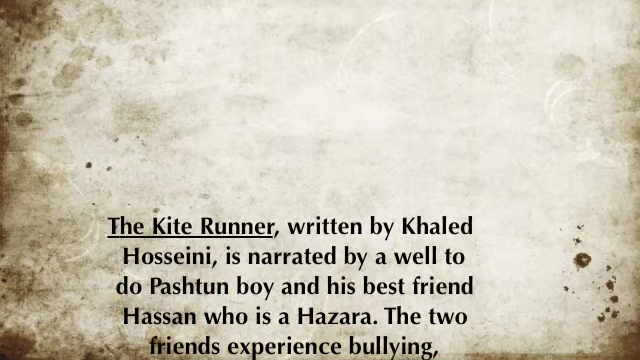 The Kite Runner, written by Khaled
Hosseini, is narrated by a well to
do Pashtun boy and his best friend
Hassan who is a Hazara. The two
friends experience bullying,